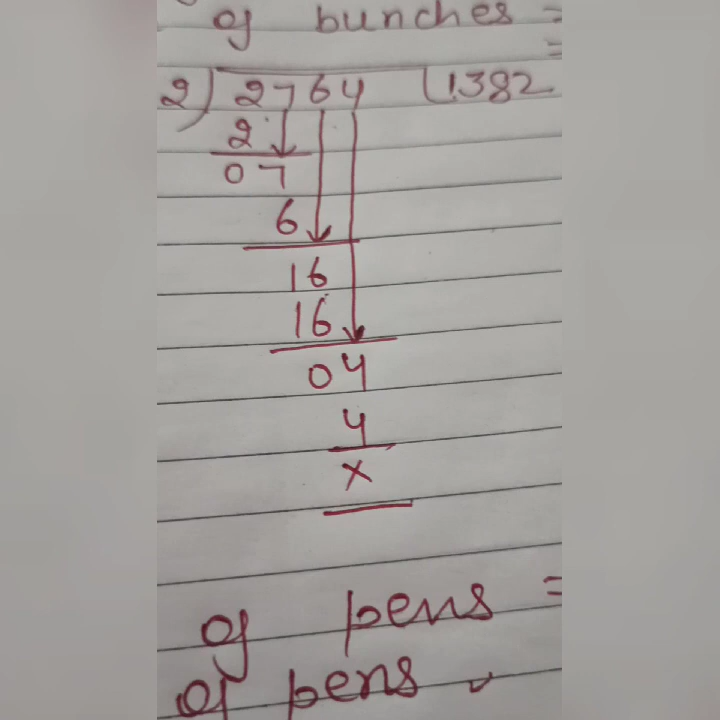 of bunches =
=
2) 2764 (1382
2
07
6
16
16
04
4
x
of pens =
of pens